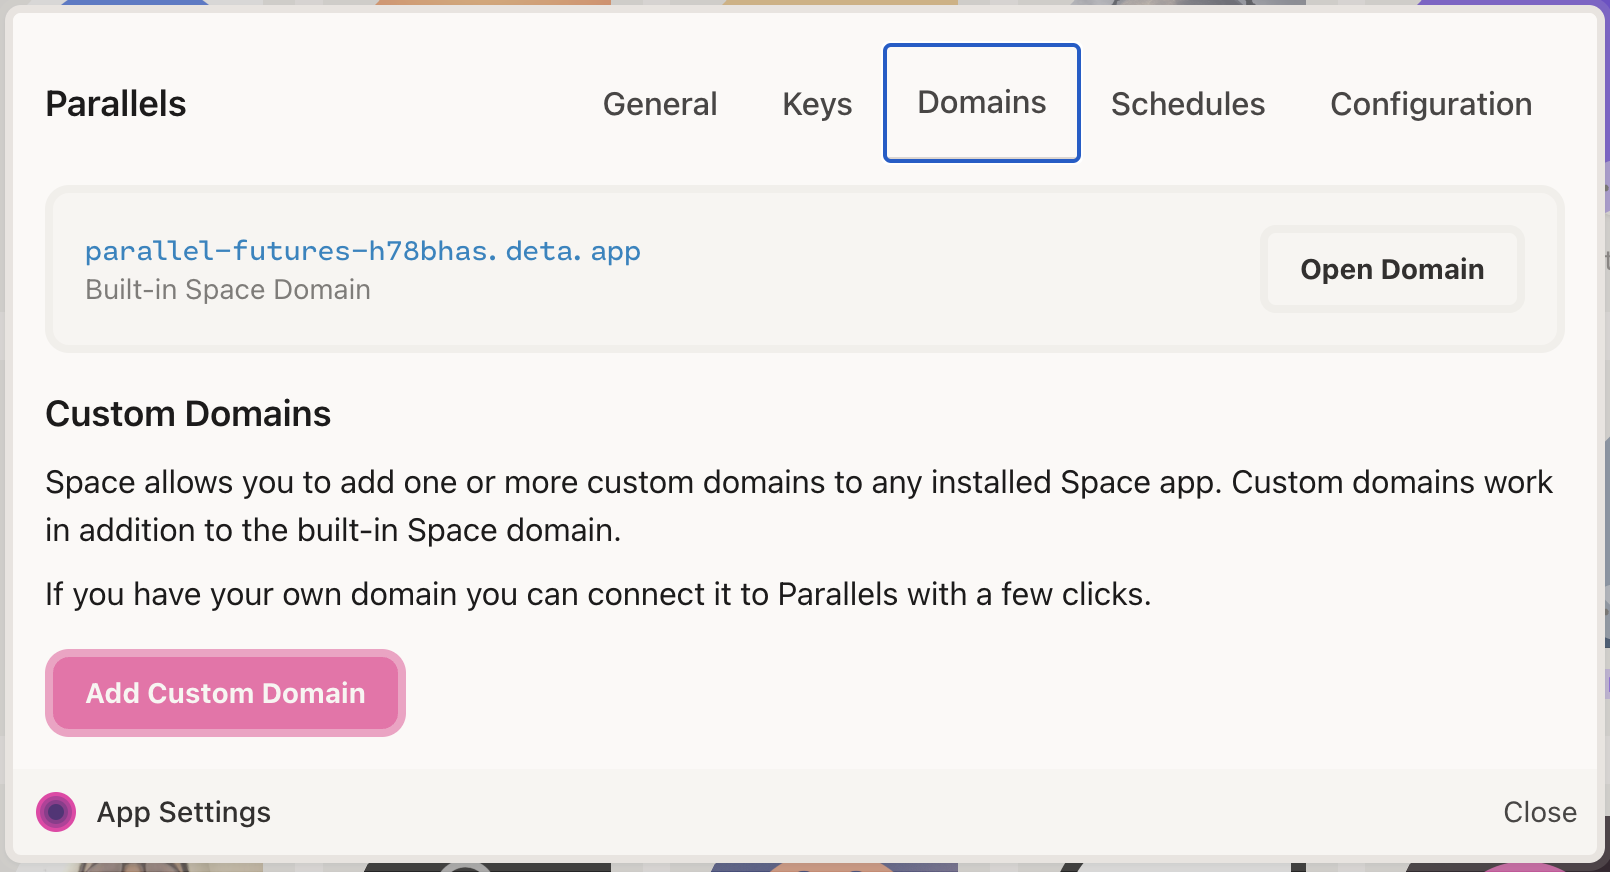 Parallels
General
Keys
Domains
Schedules
Configuration
parallel-futures-h78bhas.deta.app
Built-in Space Domain
Open Domain
Custom Domains
Space allows you to add one or more custom domains to any installed Space app. Custom domains work
in addition to the built-in Space domain.
If you have your own domain you can connect it to Parallels with a few clicks.
Add Custom Domain
App Settings
Close